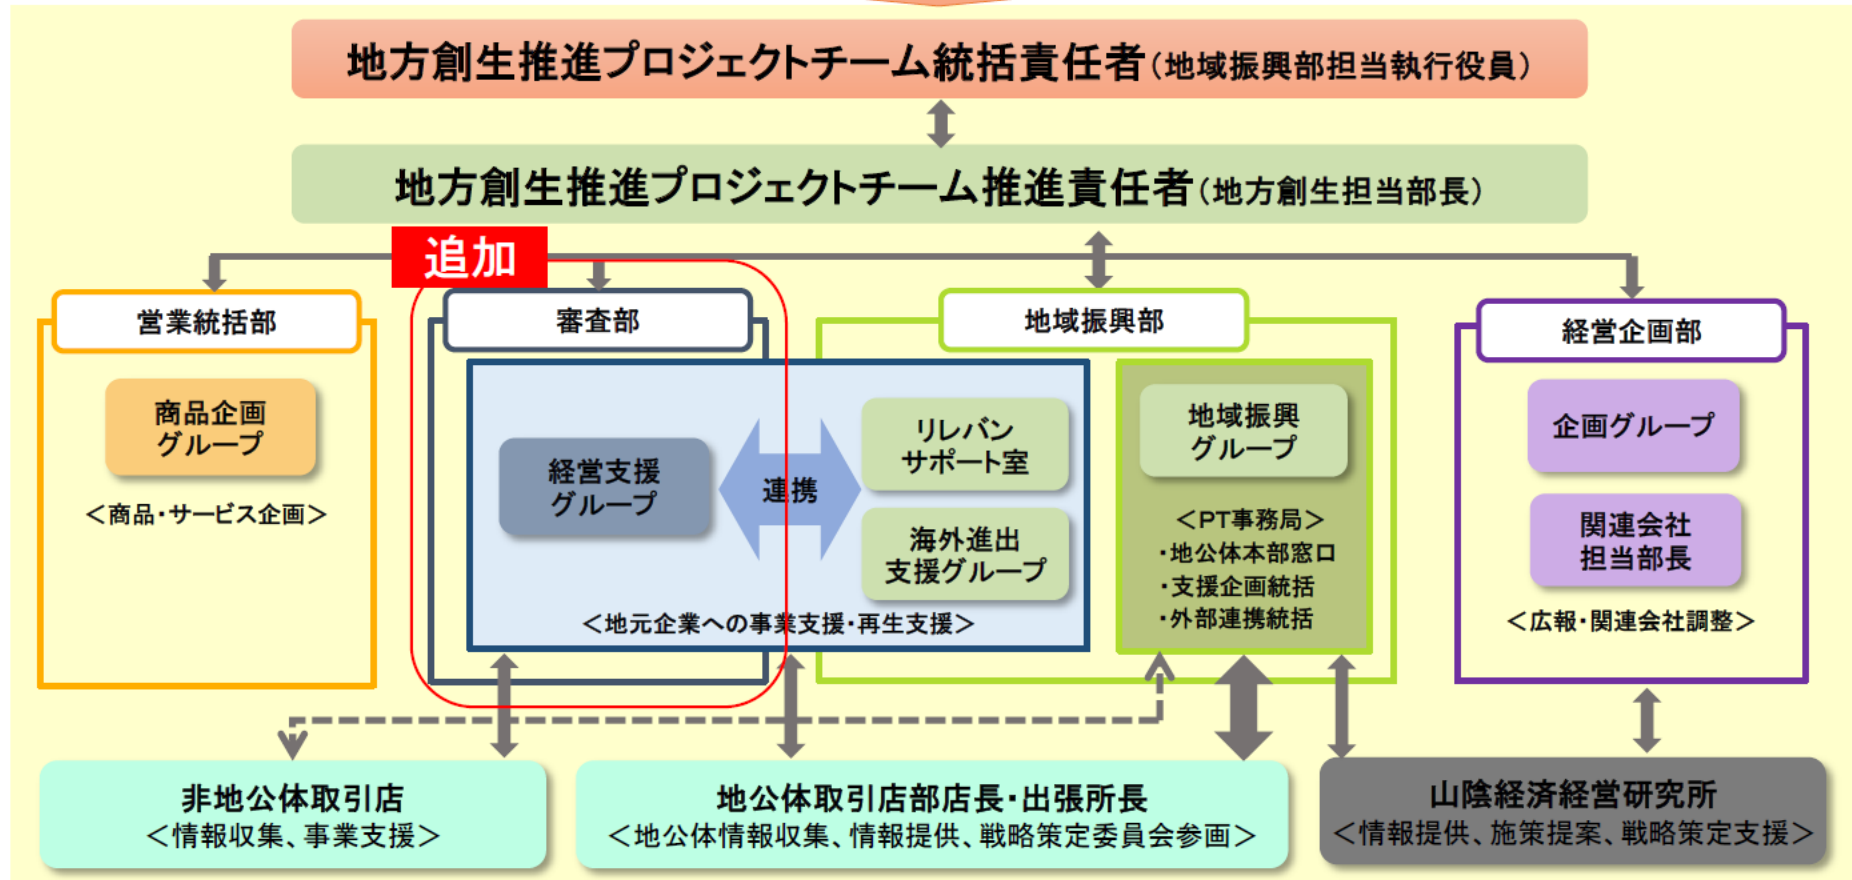 地方創生推進プロジェクトチーム統括責任者（地域振興部担当執行役員）
地方創生推進プロジェクトチーム推進責任者（地方創生担当部長）
追加
営業統括部
商品企画
グループ
＜商品・サービス企画＞
審査部
経営支援
グループ
連携
地域振興部
リレバン
サポート室
海外進出
支援グループ
＜地元企業への事業支援・再生支援＞
地域振興
グループ
＜PT事務局＞
・地公体本部窓口
・支援企画統括
・外部連携統括
経営企画部
企画グループ
関連会社
担当部長
＜広報・関連会社調整＞
非地公体取引店
＜情報収集、事業支援＞
地公体取引店部店長・出張所長
＜地公体情報収集、情報提供、戦略策定委員会参画＞
山陰経済経営研究所
＜情報提供、施策提案、戦略策定支援＞